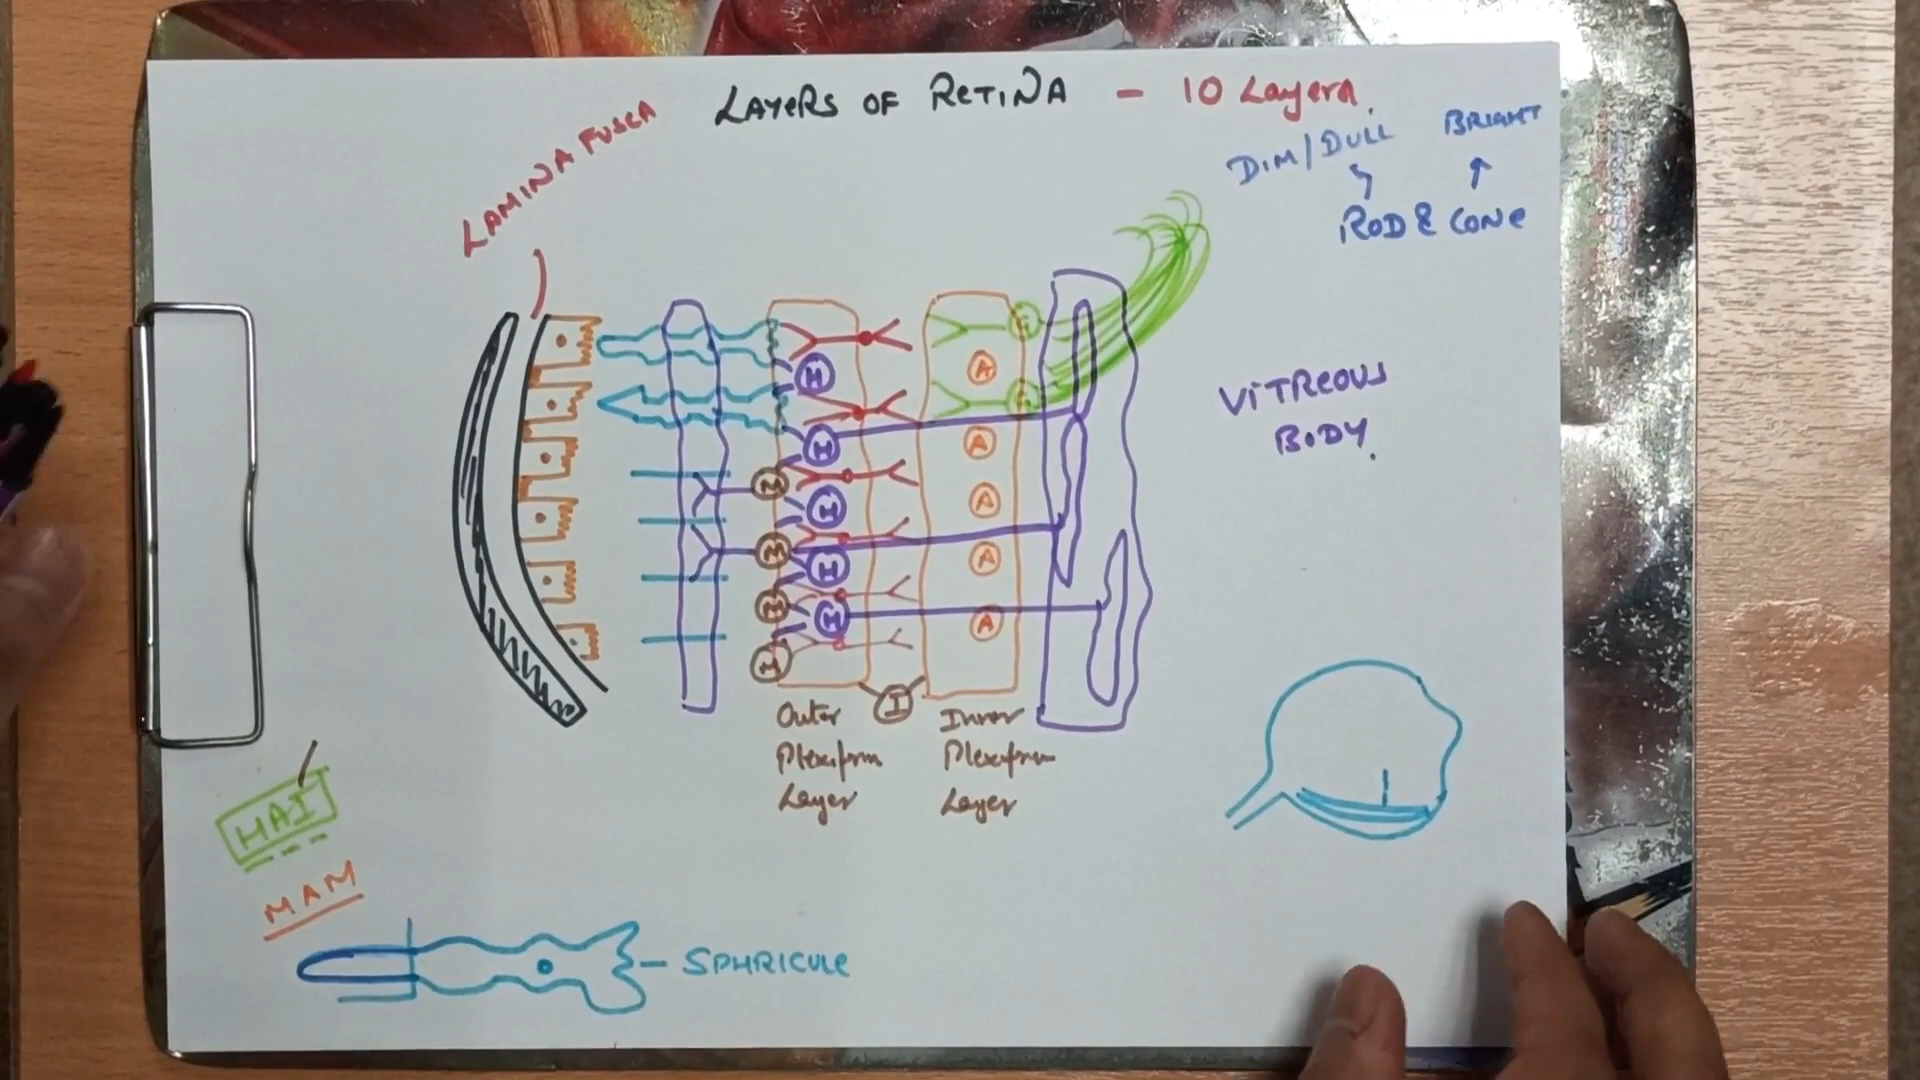 LAYERS OF RETINA - 10 Layers
LAMINA FUSCA
DIM/DULL
BRIGHT
ROD & CONE
VITREOUS
BODY
H
H
H
H
H
M
M
M
M
A
A
A
A
A
I
Outer
Plexiform
Layer
Inner
Plexiform
Layer
HAI
MAM
SPHRICULE